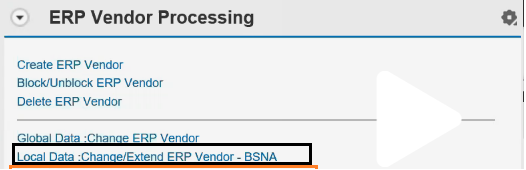 ERP Vendor Processing
Create ERP Vendor
Block/Unblock ERP Vendor
Delete ERP Vendor
Global Data :Change ERP Vendor
Local Data :Change/Extend ERP Vendor - BSNA